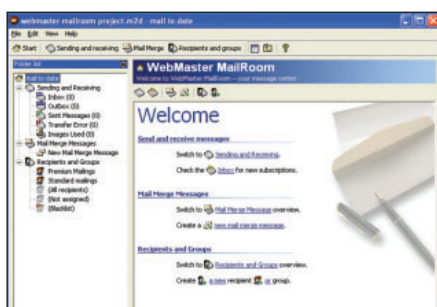 webmaster mailroom project.m2d - mail to date
File Edit View Help
Start Sending and receiving Mail Merge Recipients and groups
Folder list
mail to date
Sending and Receiving
Inbox (0)
Outbox (0)
Sent Messages (0)
Transfer Error (0)
Images Used (0)
Mail Merge Messages
New Mail Merge Message
Recipients and Groups
Premium Mailings
Standard mailings
(All recipients)
(Not assigned)
(Blacklist)
WebMaster MailRoom
Welcome to WebMaster MailRoom - your message center
Welcome
Send and receive messages
Switch to Sending and Receiving.
Check the Inbox for new subscriptions.
Mail Merge Messages
Switch to Mail Merge Message overview.
Create a new mail merge message.
Recipients and Groups
Switch to Recipients and Groups overview.
Create a new recipient or group.